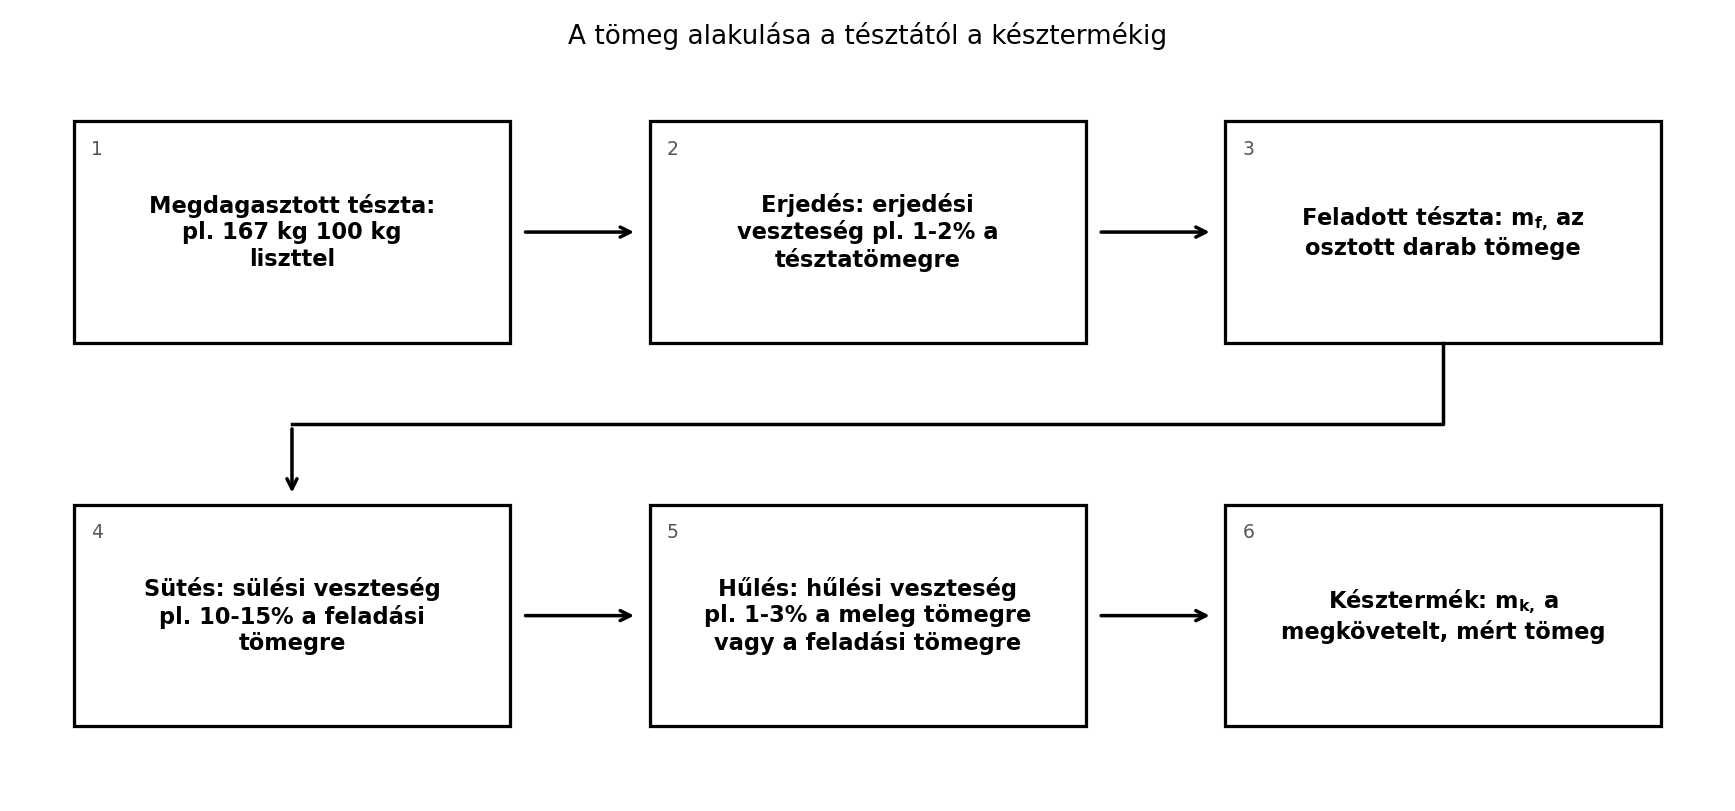 A tömeg alakulása a tésztától a késztermékig
1
Megdagasztott tészta:
pl. 167 kg 100 kg
liszttel
2
Erjedés: erjedési
veszteség pl. 1-2% a
tésztatömegre
3
Feladott tészta: m_f, az
osztott darab tömege
4
Sütés: sülési veszteség
pl. 10-15% a feladási
tömegre
5
Hűlés: hűlési veszteség
pl. 1-3% a meleg tömegre
vagy a feladási tömegre
6
Késztermék: m_k, a
megkövetelt, mért tömeg